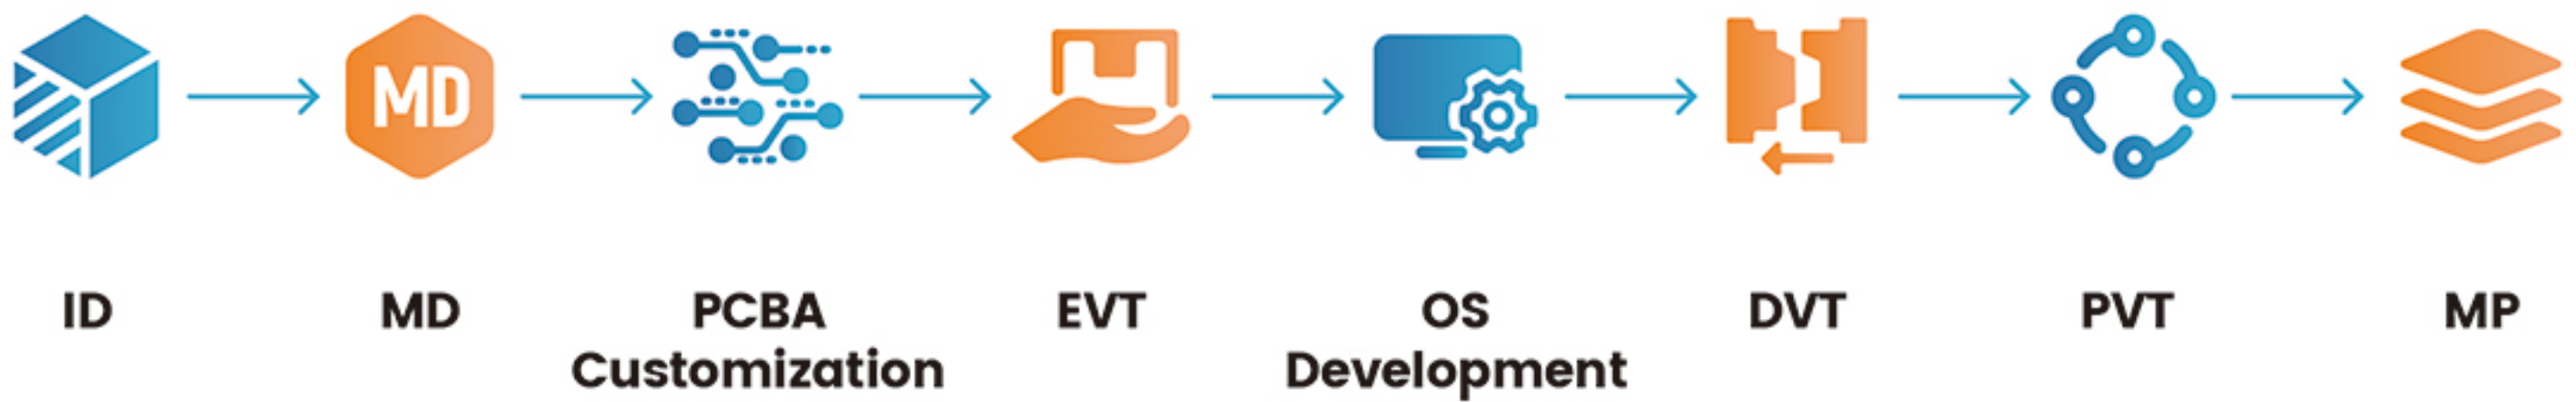 MD
ID
MD
PCBA
Customization
EVT
OS
Development
DVT
PVT
MP